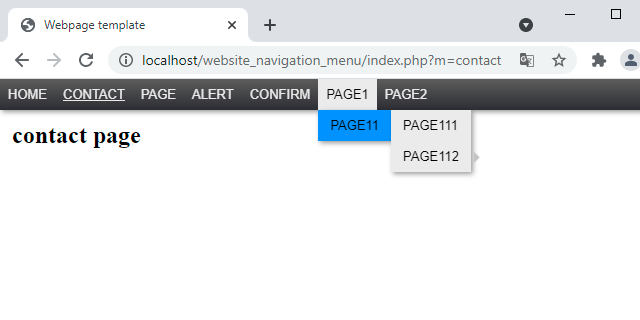 Webpage template
localhost/website_navigation_menu/index.php?m=contact
HOME CONTACT PAGE ALERT CONFIRM PAGE1 PAGE2
PAGE11 PAGE111
PAGE112
contact page